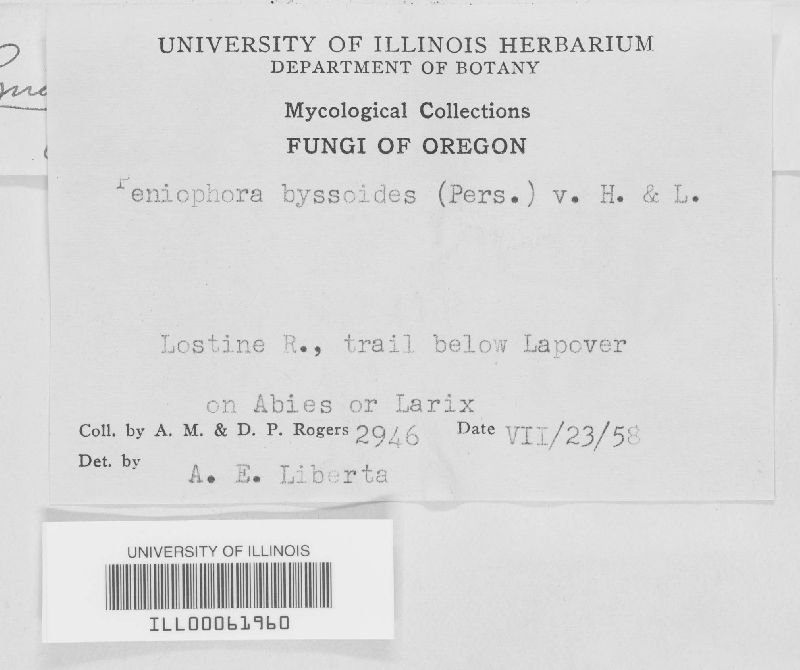 UNIVERSITY OF ILLINOIS HERBARIUM
DEPARTMENT OF BOTANY
Mycological Collections
FUNGI OF OREGON
Peniophora byssoides (Pers.) v. H. & L.
Lostine R., trail below Lapover
on Abies or Larix
Coll. by A. M. & D. P. Rogers 2946 Date VII/23/58
Det. by A. E. Liberta
UNIVERSITY OF ILLINOIS
ILL00061960